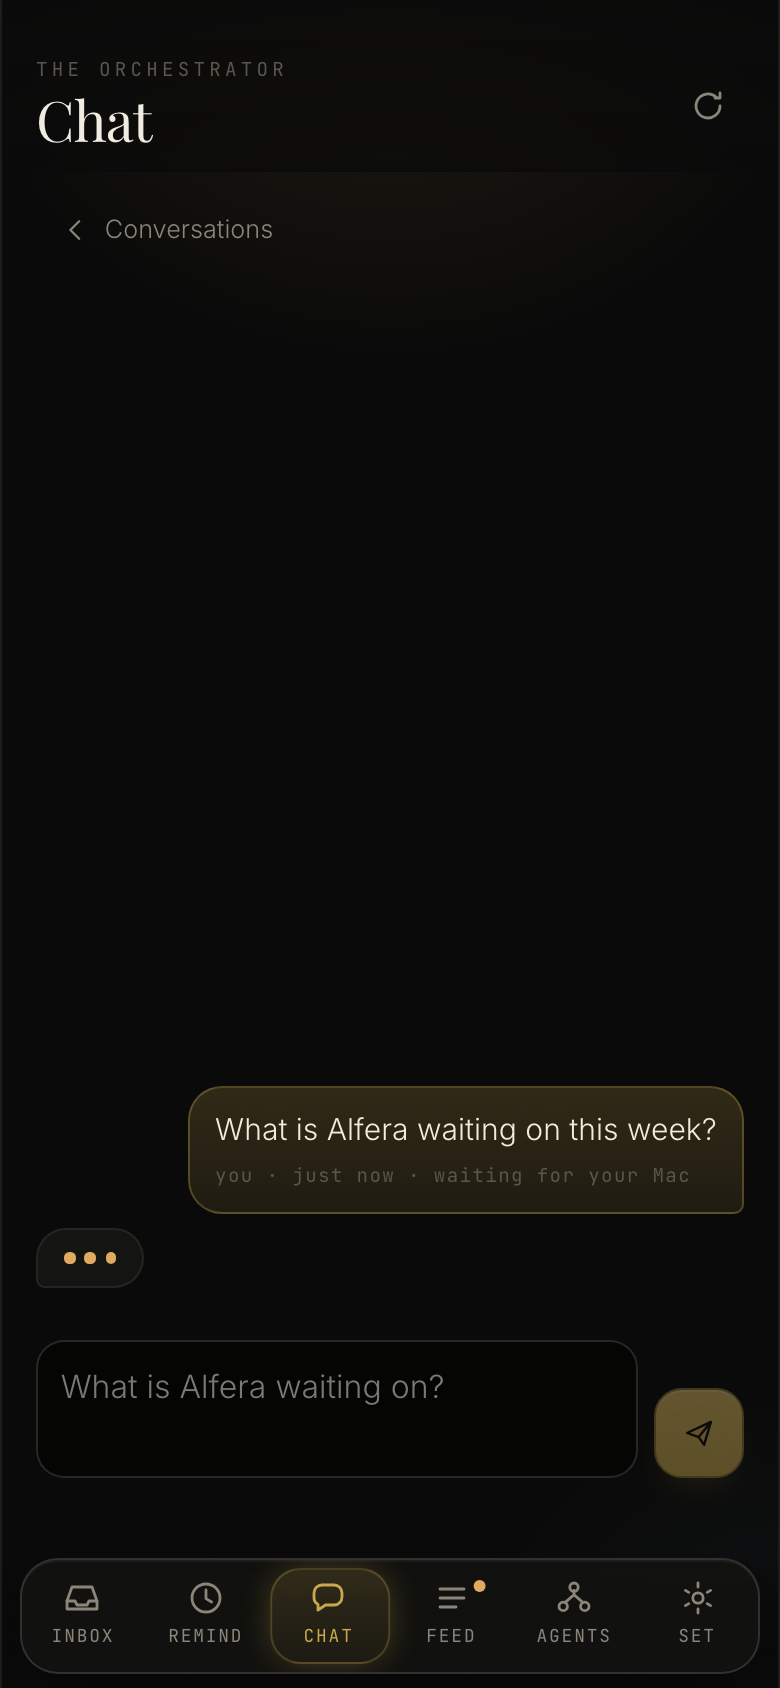 THE ORCHESTRATOR
Chat
Conversations
What is Alfera waiting on this week?
you · just now · waiting for your Mac
What is Alfera waiting on?
INBOX REMIND CHAT FEED AGENTS SET